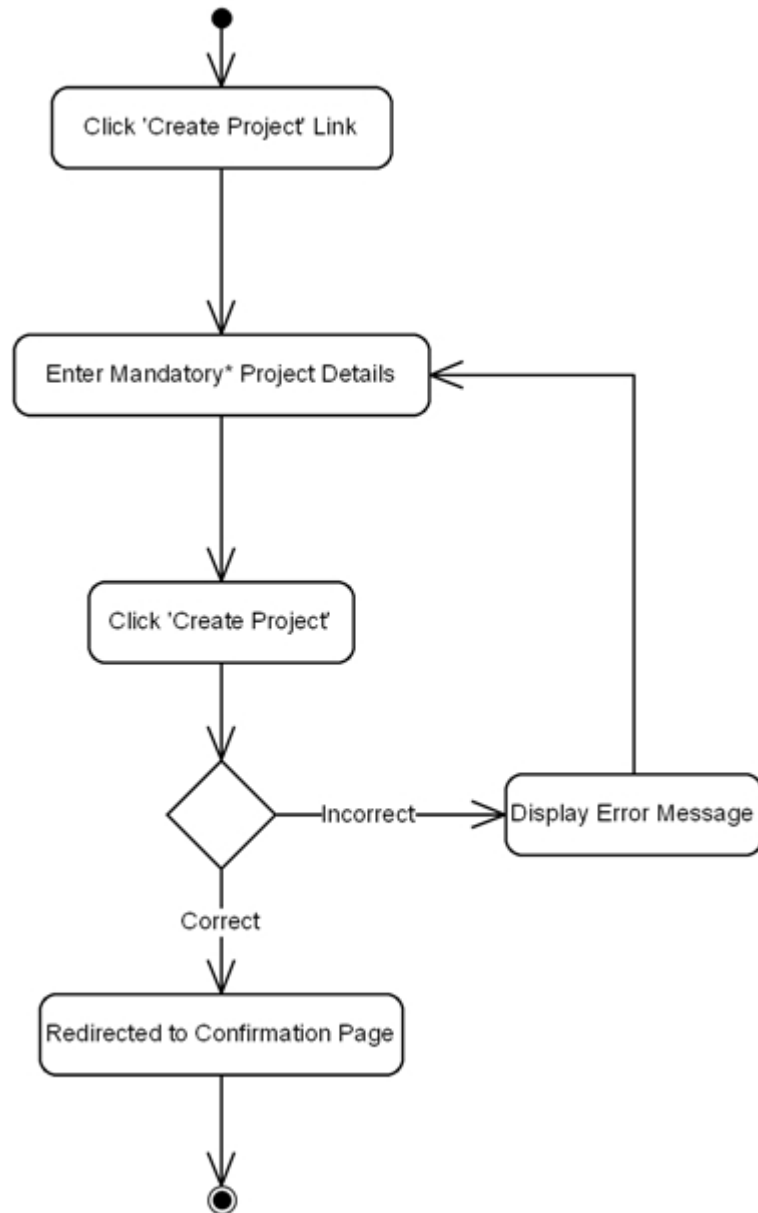 Click 'Create Project' Link
Enter Mandatory* Project Details
Click 'Create Project'
Incorrect
Display Error Message
Correct
Redirected to Confirmation Page